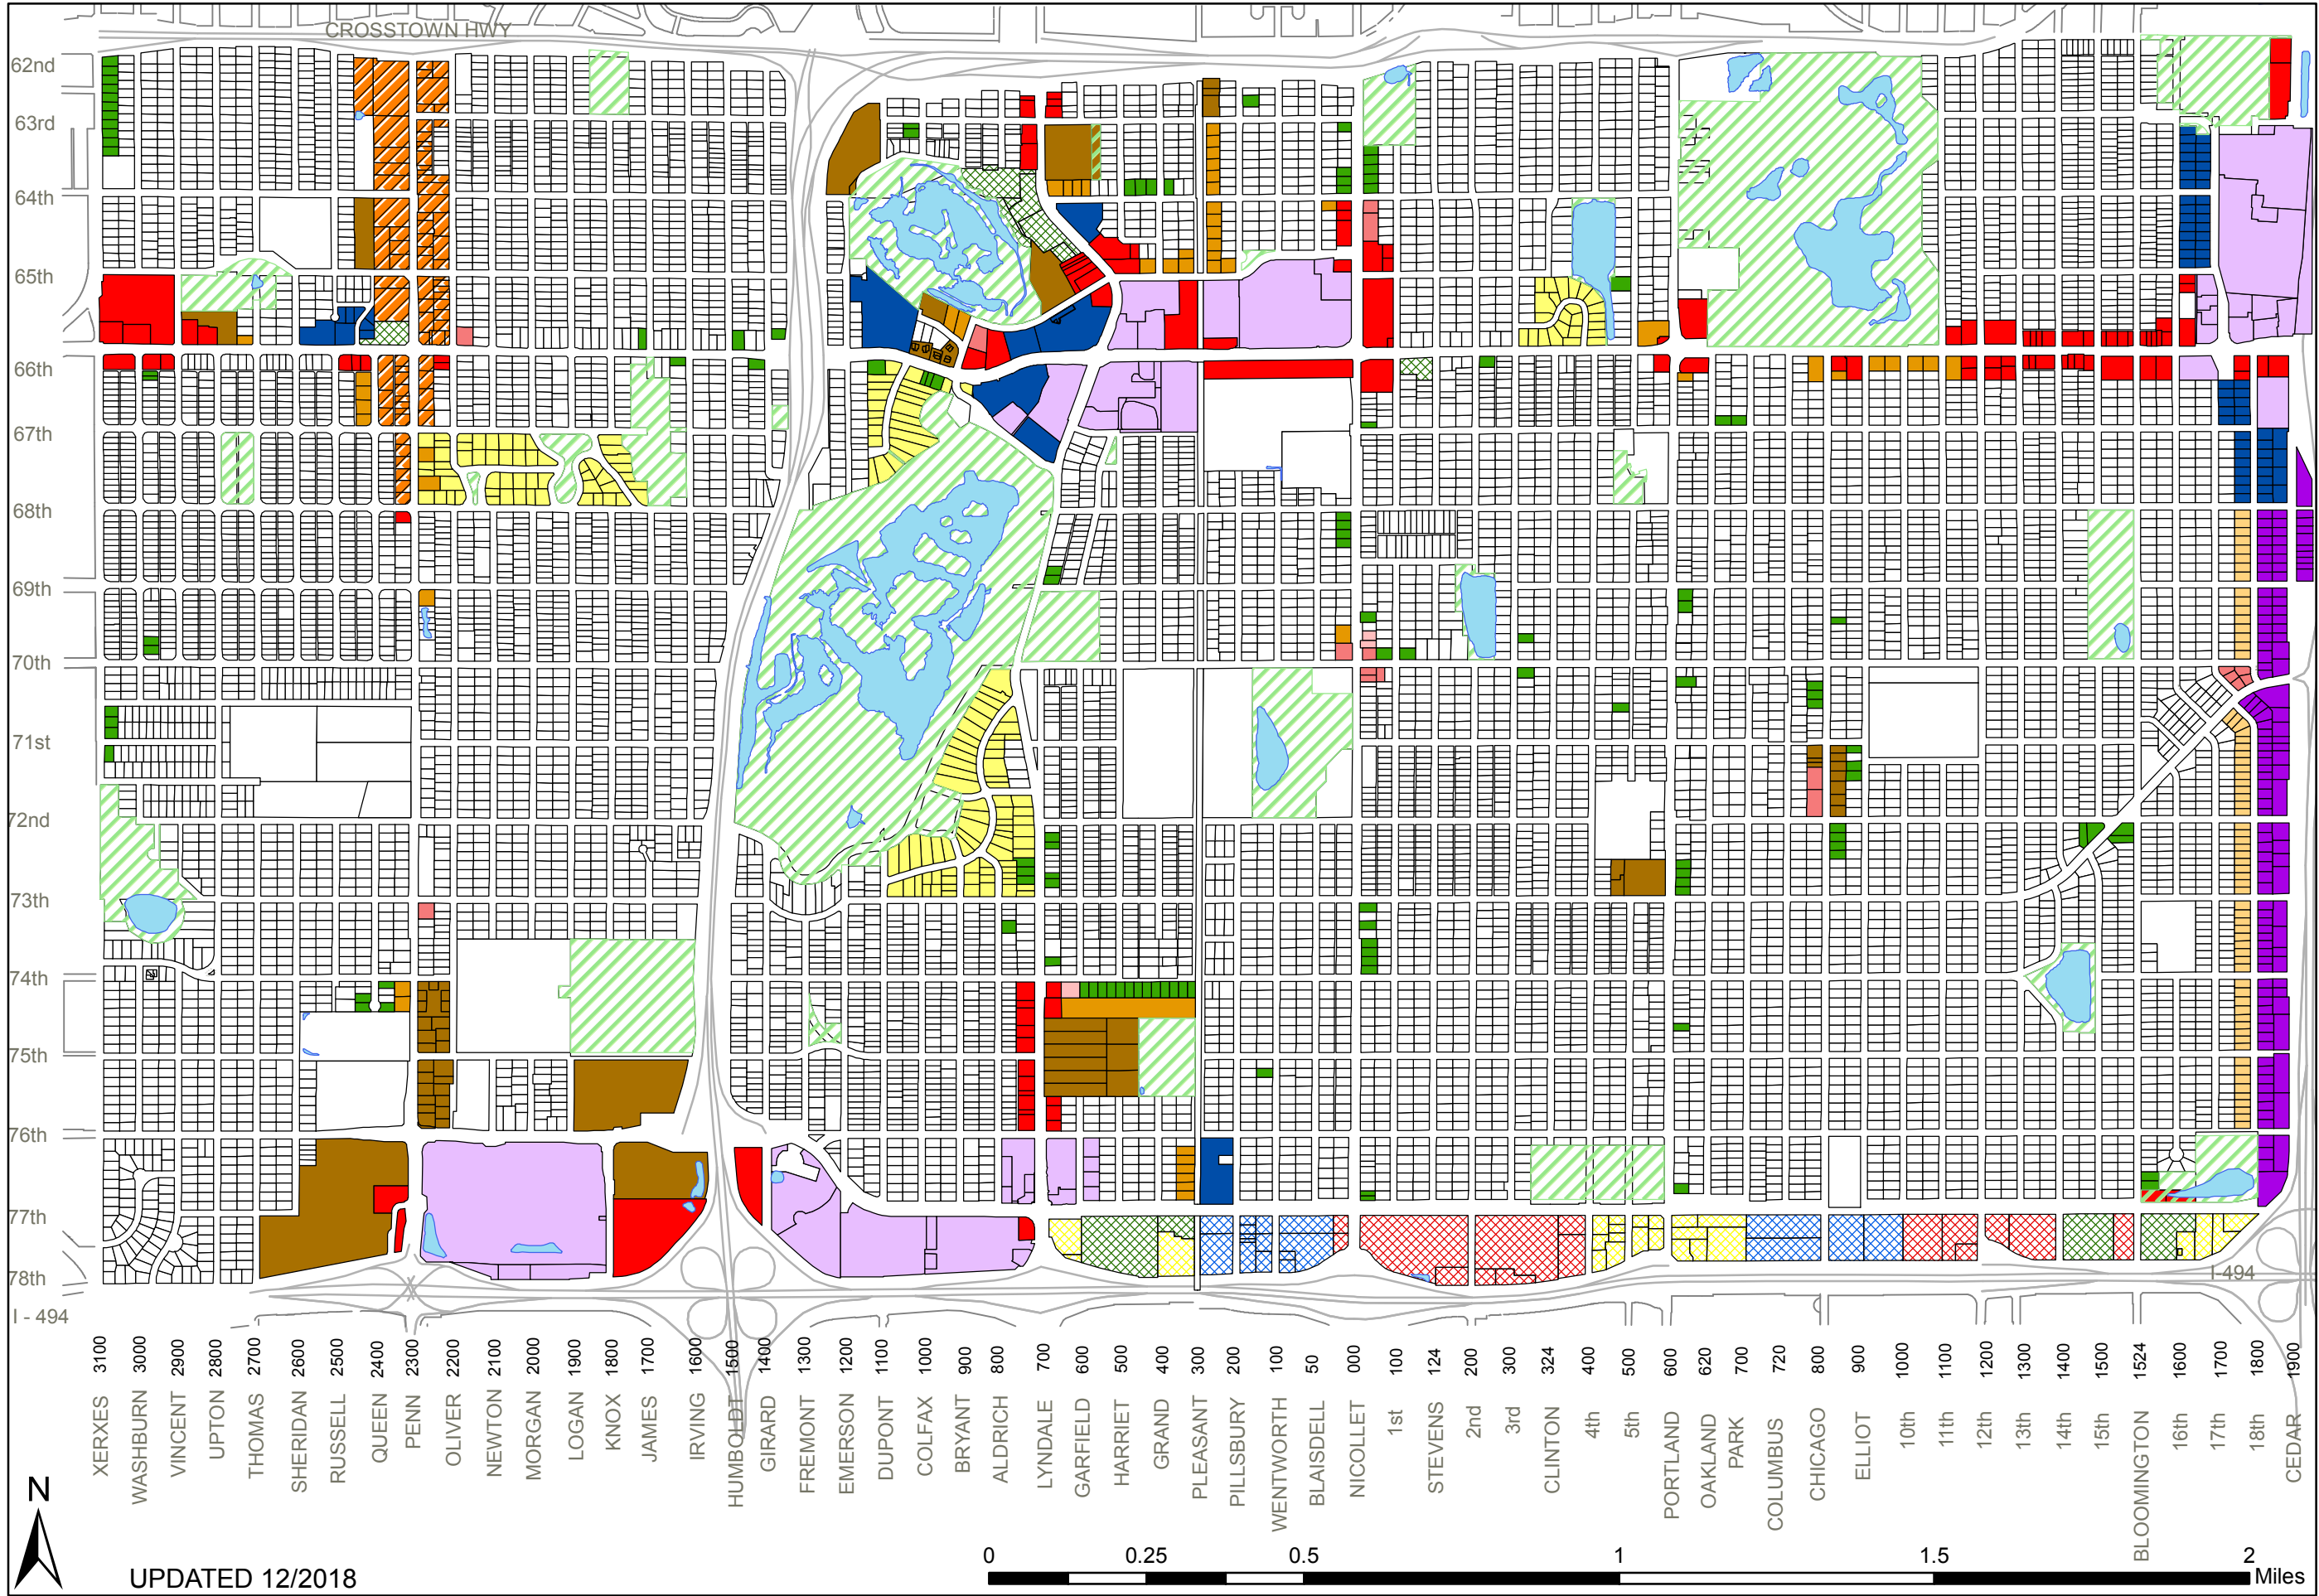 CROSSTOWN HWY
62nd
63rd
64th
65th
66th
67th
68th
69th
70th
71st
72nd
73rd
74th
75th
76th
77th
78th
I-494
I - 494
3100 3000 2900 2800 2700 2600 2500 2400 2300 2200 2100 2000 1900 1800 1700 1600 1500 1400 1300 1200 1100 1000 900 800 700 600 500 400 300 200 100 50 000 100 124 200 300 324 400 500 600 620 700 720 800 900 1000 1100 1200 1300 1400 1500 1524 1600 1700 1800 1900
XERXES WASHBURN VINCENT UPTON THOMAS SHERIDAN RUSSELL QUEEN PENN OLIVER NEWTON MORGAN LOGAN KNOX JAMES IRVING HUMBOLDT GIRARD FREMONT EMERSON DUPONT COLFAX BRYANT ALDRICH LYNDALE GARFIELD HARRIET GRAND PLEASANT PILLSBURY WENTWORTH BLAISDELL NICOLLET 1st STEVENS 2nd 3rd CLINTON 4th 5th PORTLAND OAKLAND PARK COLUMBUS CHICAGO ELLIOT 10th 11th 12th 13th 14th 15th BLOOMINGTON 16th 17th 18th CEDAR
N
UPDATED 12/2018
0 0.25 0.5 1 1.5 2
Miles